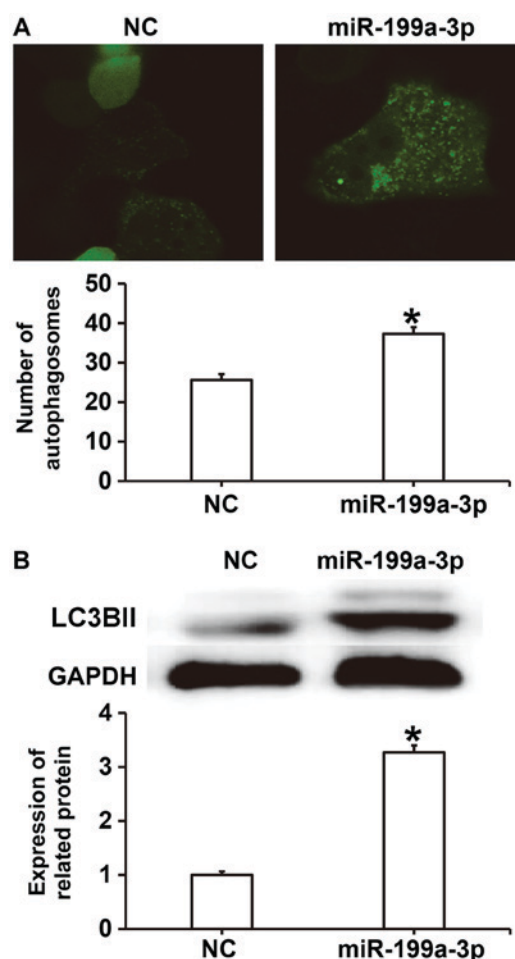 A
NC miR-199a-3p
Number of
autophagosomes
50
40
30
20
10
0
*
NC miR-199a-3p
B
NC miR-199a-3p
LC3BII
GAPDH
Expression of
related protein
4
3
2
1
0
*
NC miR-199a-3p